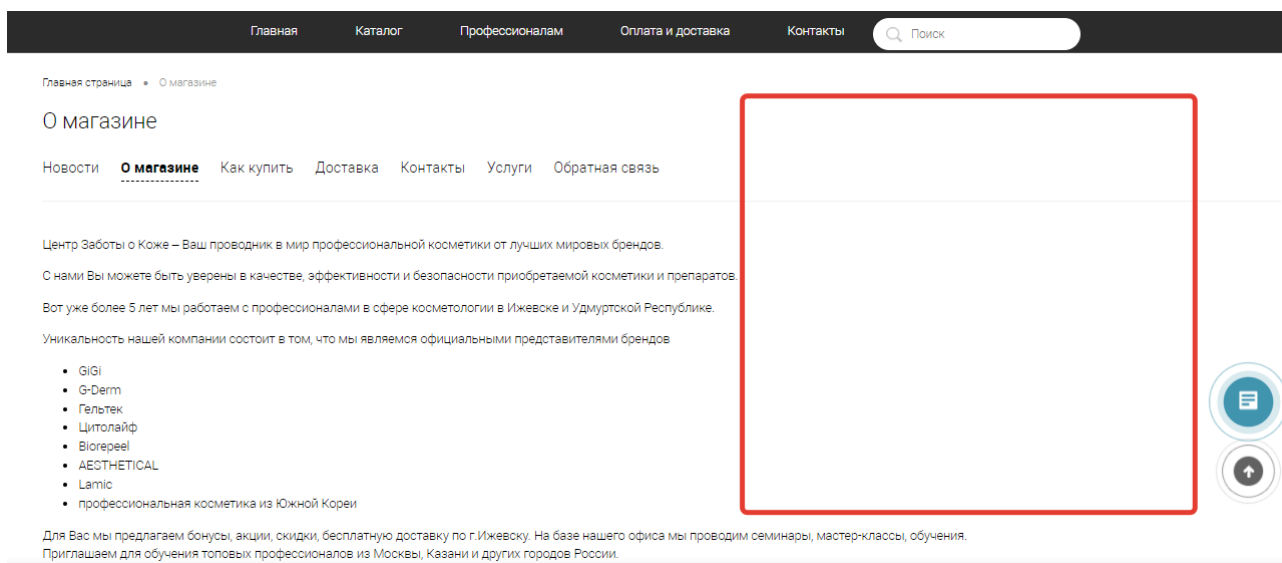 Главная Каталог Профессионалам Оплата и доставка Контакты Поиск
Главная страница • О магазине
О магазине
Новости О магазине Как купить Доставка Контакты Услуги Обратная связь
Центр Заботы о Коже – Ваш проводник в мир профессиональной косметики от лучших мировых брендов.
С нами Вы можете быть уверены в качестве, эффективности и безопасности приобретаемой косметики и препаратов.
Вот уже более 5 лет мы работаем с профессионалами в сфере косметологии в Ижевске и Удмуртской Республике.
Уникальность нашей компании состоит в том, что мы являемся официальными представителями брендов
• GiGi
• G-Derm
• Гельтек
• Цитолайф
• Biorepeel
• AESTHETICAL
• Lamic
• профессиональная косметика из Южной Кореи
Для Вас мы предлагаем бонусы, акции, скидки, бесплатную доставку по г.Ижевску. На базе нашего офиса мы проводим семинары, мастер-классы, обучения.
Приглашаем для обучения топовых профессионалов из Москвы, Казани и других городов России.